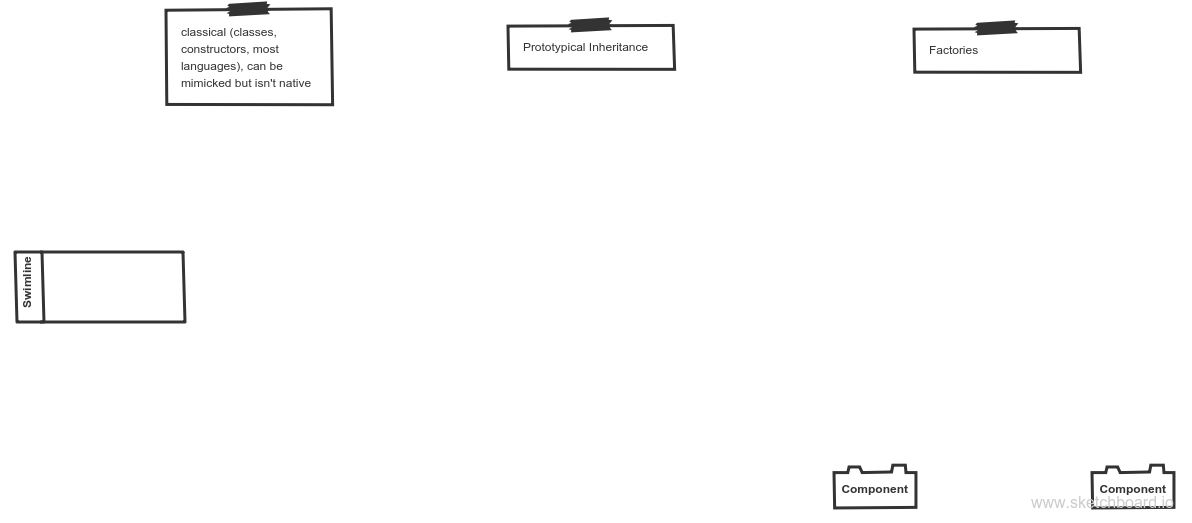 classical (classes,
constructors, most
languages), can be
mimicked but isn't native
Prototypical Inheritance
Factories
Swimline
Component
Component
www.sketchboard.io